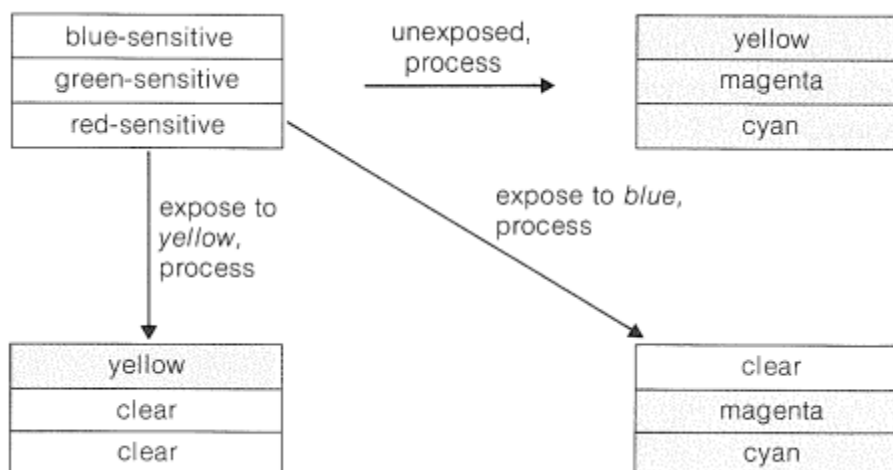 blue-sensitive
green-sensitive
red-sensitive
unexposed,
process
yellow
magenta
cyan
expose to
yellow,
process
expose to blue,
process
yellow
clear
clear
clear
magenta
cyan